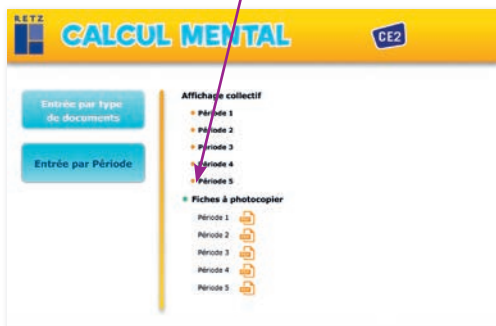 RETZ
CALCUL MENTAL
CE2
Entrée par type
de documents
Entrée par Période
Affichage collectif
Période 1
Période 2
Période 3
Période 4
Période 5
Fiches à photocopier
Période 1
Période 2
Période 3
Période 4
Période 5